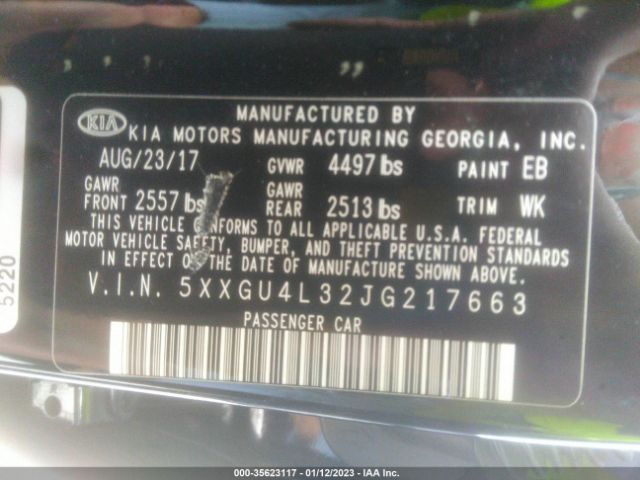 KIA
MANUFACTURED BY
KIA MOTORS MANUFACTURING GEORGIA, INC.
AUG/23/17 GVWR 4497 lbs PAINT EB
GAWR FRONT 2557 lbs GAWR REAR 2513 lbs TRIM WK
THIS VEHICLE CONFORMS TO ALL APPLICABLE U.S.A. FEDERAL
MOTOR VEHICLE SAFETY, BUMPER, AND THEFT PREVENTION STANDARDS
IN EFFECT ON THE DATE OF MANUFACTURE SHOWN ABOVE.
V.I.N. 5XXGU4L32JG217663
PASSENGER CAR
5220
000-35623117 - 01/12/2023 - IAA Inc.